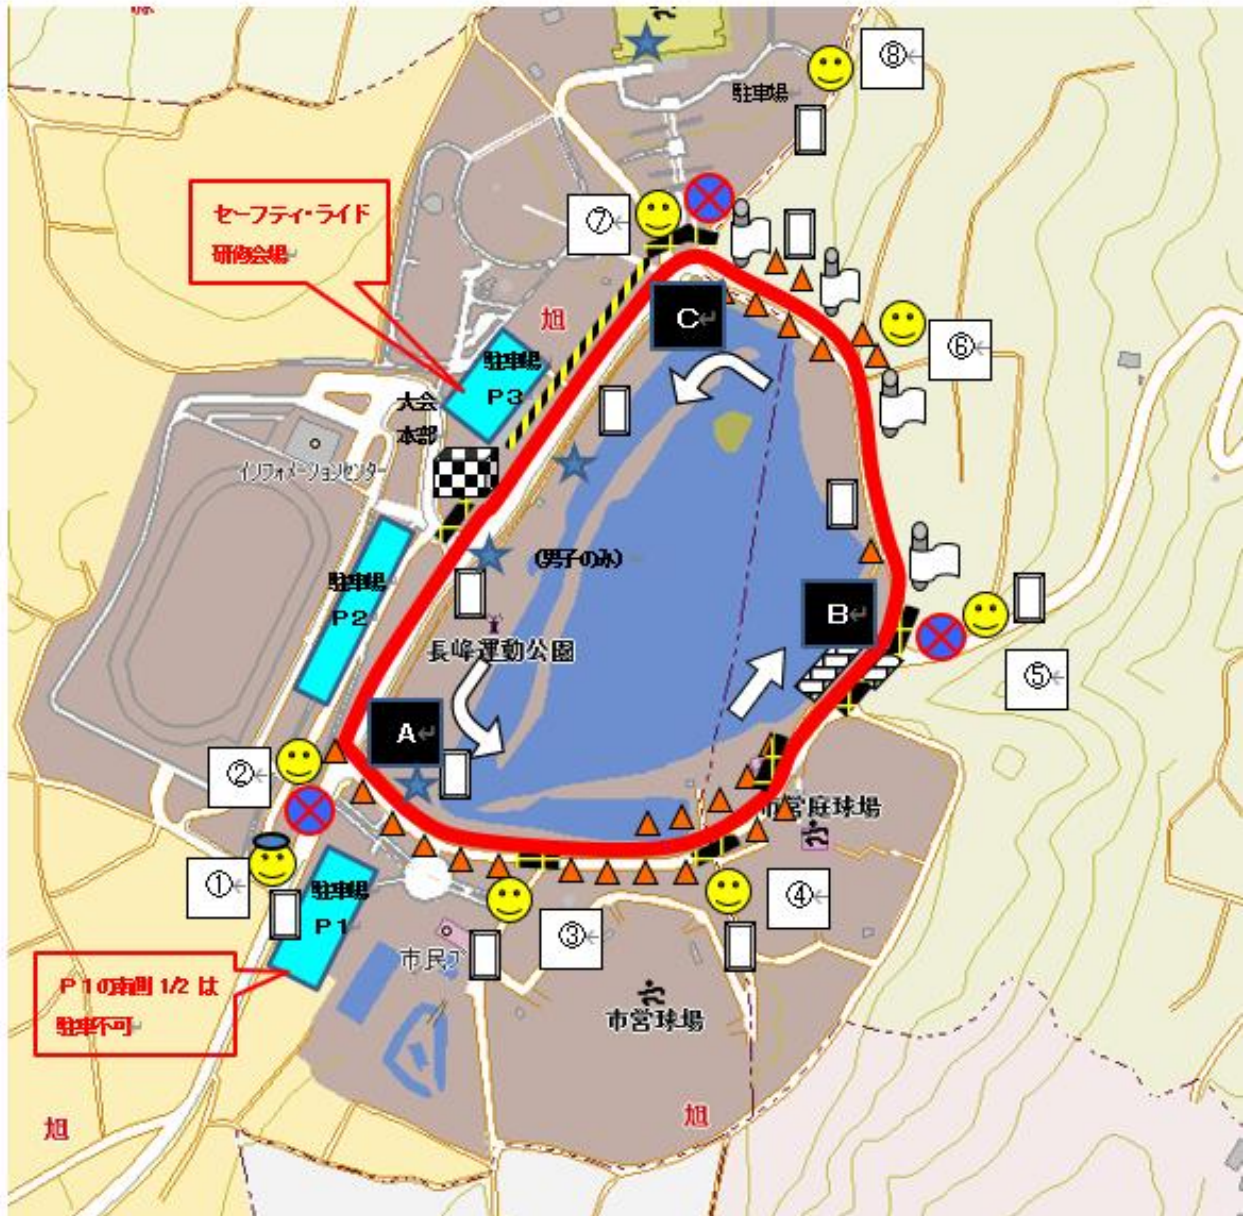 ⑧
駐車場
セーフティ・ライド
研修会場
⑦
旭
C
⑥
駐車場
P3
大会
本部
インフォメーションセンター
(男子のみ)
駐車場
P2
B
長峰運動公園
⑤
A
②
市営庭球場
①
駐車場
P1
④
③
市民プ
P1の南側 1/2 は
駐車不可
市営球場
旭
旭